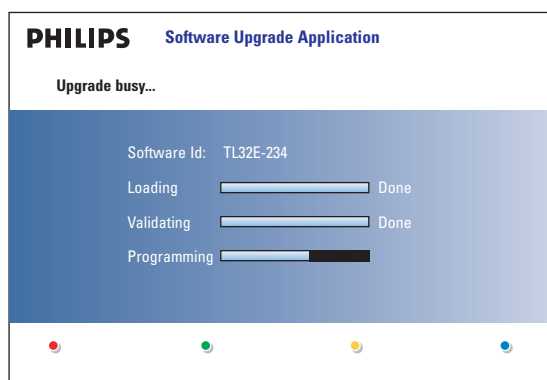 PHILIPS Software Upgrade Application
Upgrade busy...
Software Id: TL32E-234
Loading Done
Validating Done
Programming